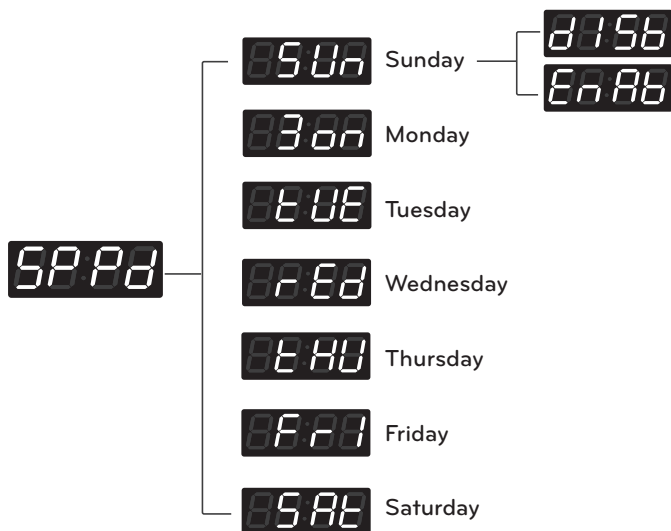 SPPd
SUn Sunday
3on Monday
tUE Tuesday
rEd Wednesday
tHU Thursday
Fr1 Friday
SAt Saturday
d1Sb
EnAb